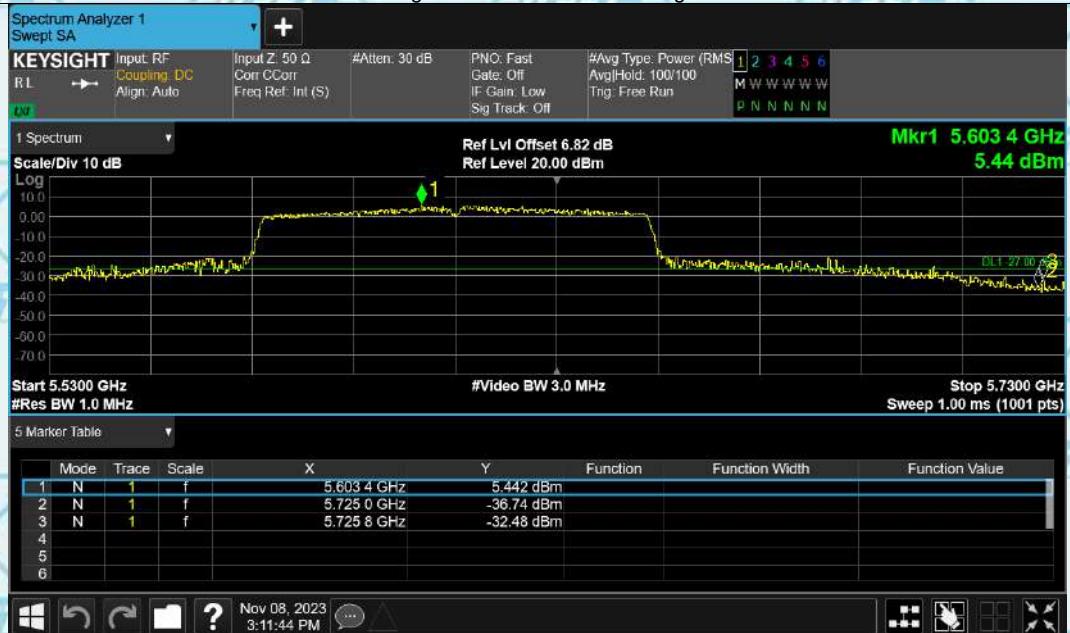 Spectrum Analyzer 1
Swept SA
+
KEYSIGHT Input: RF Input Z: 50 Ω #Atten: 30 dB PNO: Fast #Avg Type: Power (RMS 1 2 3 4 5 6
R L Coupling: DC Corr CCorr Gate: Off Avg|Hold: 100/100 M W W W W W
Align: Auto Freq Ref: Int (S) IF Gain: Low Trig: Free Run
Sig Track: Off P N N N N N
1 Spectrum Ref Lvl Offset 6.82 dB Mkr1 5.603 4 GHz
Scale/Div 10 dB Ref Level 20.00 dBm 5.44 dBm
Log
1
10.0
0.00
-10.0
-20.0
DL1 -27.00
-30.0
2
-40.0
-50.0
-60.0
-70.0
Start 5.5300 GHz #Video BW 3.0 MHz Stop 5.7300 GHz
#Res BW 1.0 MHz Sweep 1.00 ms (1001 pts)
5 Marker Table
Mode Trace Scale X Y Function Function Width Function Value
1 N 1 f 5.603 4 GHz 5.442 dBm
2 N 1 f 5.725 0 GHz -36.74 dBm
3 N 1 f 5.725 8 GHz -32.48 dBm
4
5
6
? Nov 08, 2023
3:11:44 PM